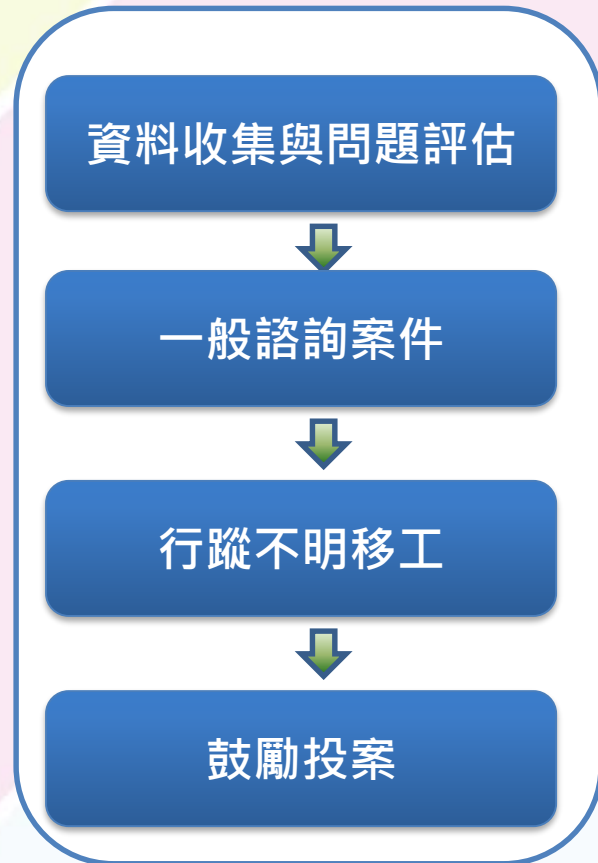 資料收集與問題評估
一般諮詢案件
行蹤不明移工
鼓勵投案